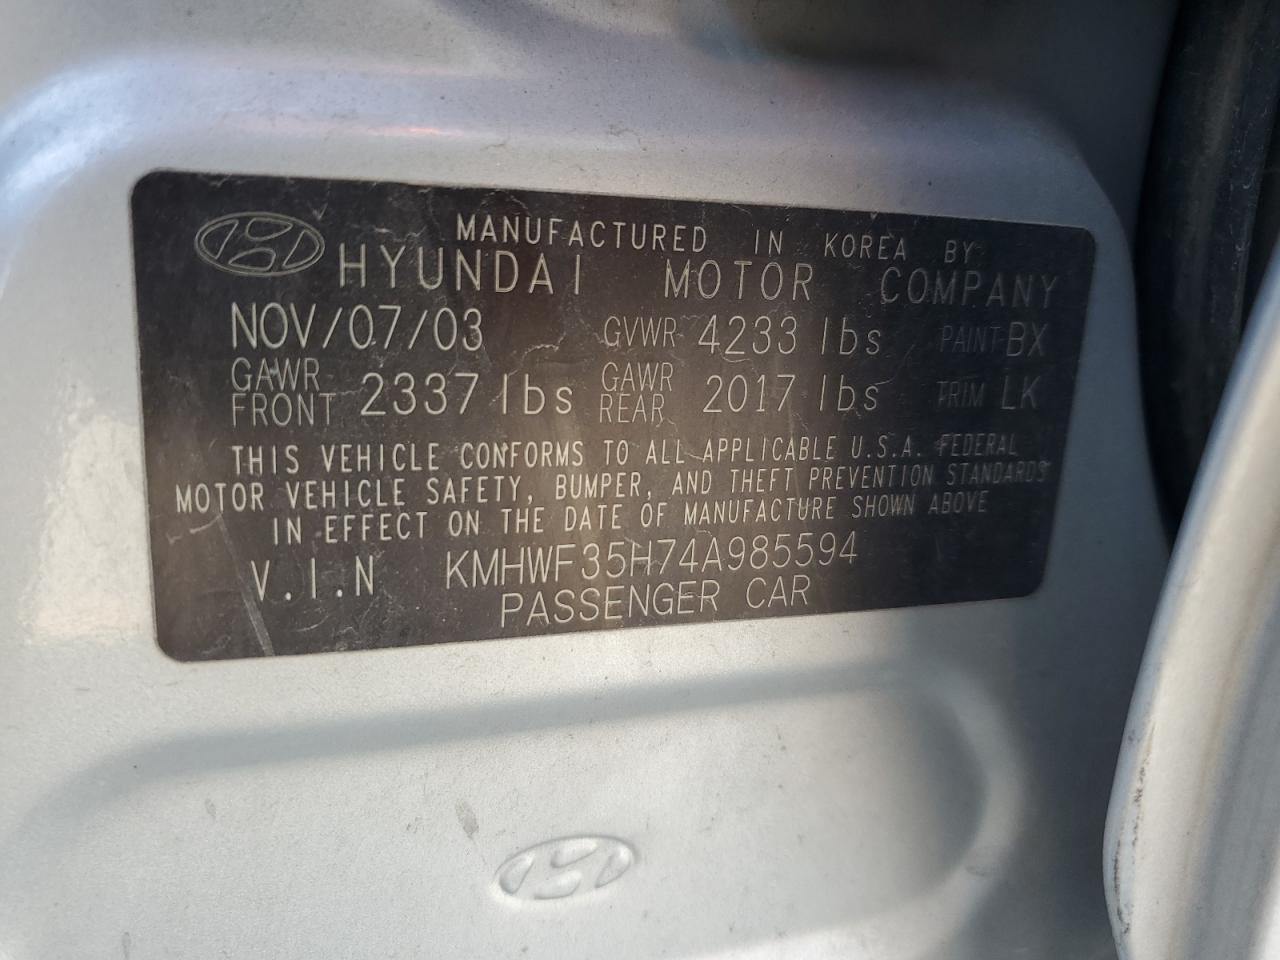 MANUFACTURED IN KOREA BY:
HYUNDAI MOTOR COMPANY
NOV/07/03 GVWR 4233 lbs PAINT BX
GAWR FRONT 2337 lbs GAWR REAR 2017 lbs TRIM LK
THIS VEHICLE CONFORMS TO ALL APPLICABLE U.S.A. FEDERAL
MOTOR VEHICLE SAFETY, BUMPER, AND THEFT PREVENTION STANDARDS
IN EFFECT ON THE DATE OF MANUFACTURE SHOWN ABOVE
V.I.N KMHWF35H74A985594
PASSENGER CAR